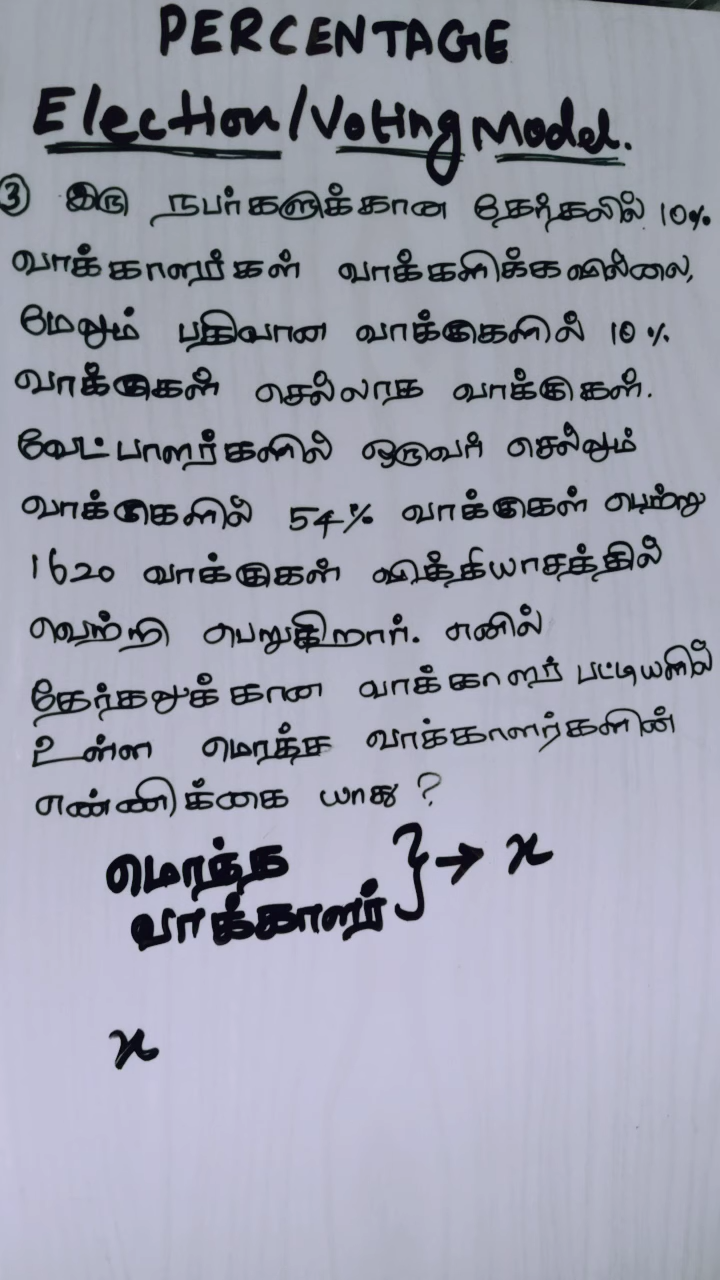 PERCENTAGE
Election/Voting Model.
③ இரு நபர்களுக்கான தேர்தலில் 10%
வாக்காளர்கள் வாக்களிக்கவில்லை,
மேலும் பதிவான வாக்குகளில் 10%
வாக்குகள் செல்லாத வாக்குகள்.
வேட்பாளர்களில் ஒருவர் செல்லும்
வாக்குகளில் 54% வாக்குகள் பெற்று
1620 வாக்குகள் வித்தியாசத்தில்
வெற்றி பெறுகிறார். எனில்
தேர்தலுக்கான வாக்காளர் பட்டியலில்
உள்ள மொத்த வாக்காளர்களின்
எண்ணிக்கை யாது?
மொத்த
வாக்காளர் } → x
x